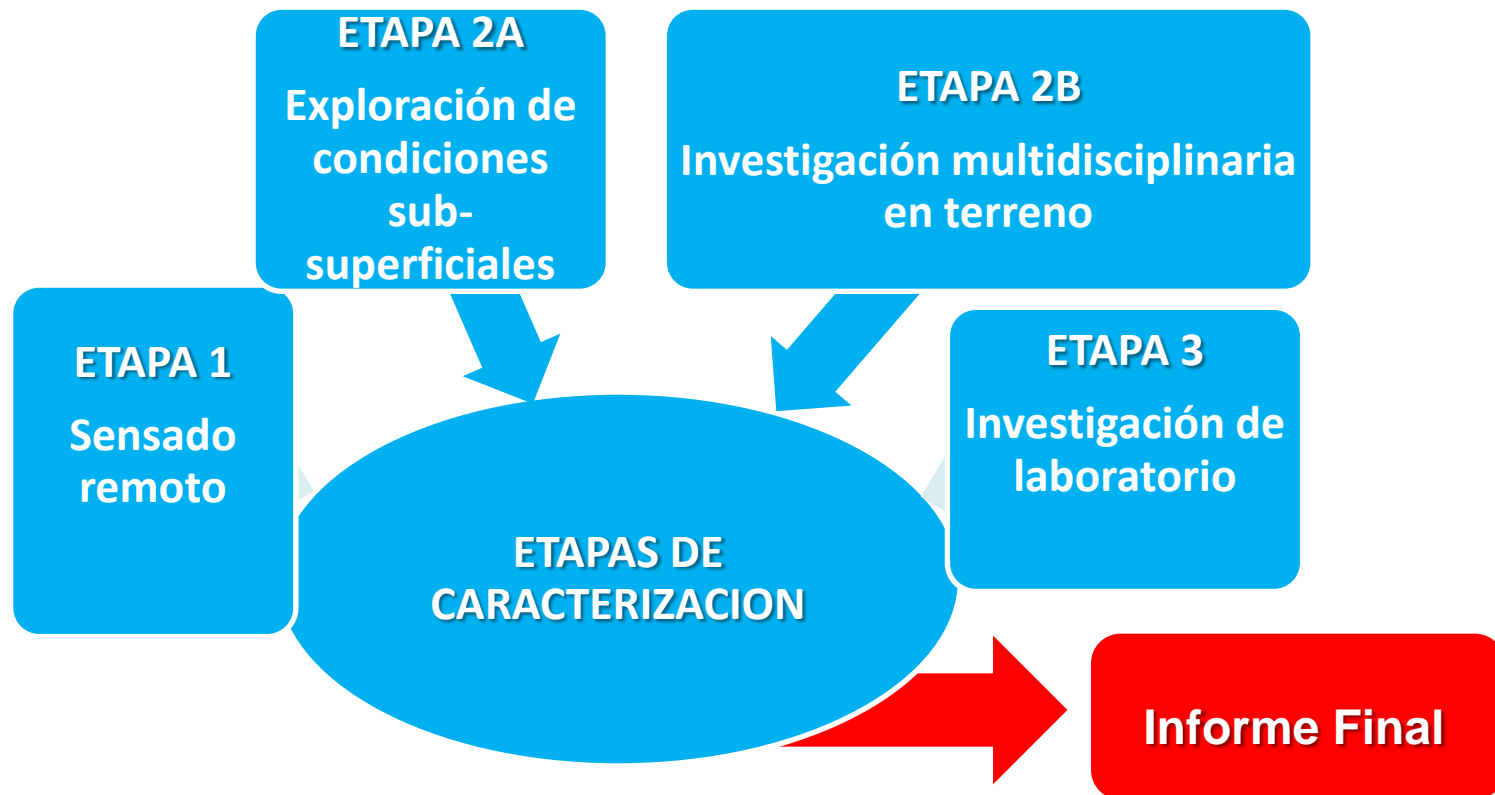 ETAPA 2A
Exploración de
condiciones
sub-
superficiales
ETAPA 2B
Investigación multidisciplinaria
en terreno
ETAPA 1
Sensado
remoto
ETAPA 3
Investigación de
laboratorio
ETAPAS DE
CARACTERIZACION
Informe Final